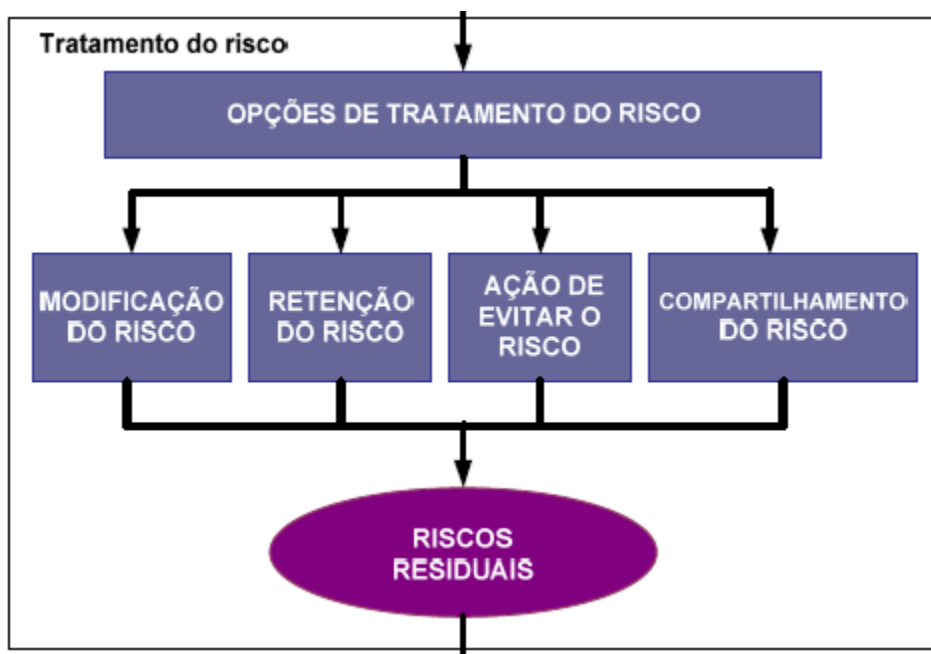 Tratamento do risco
OPÇÕES DE TRATAMENTO DO RISCO
MODIFICAÇÃO
DO RISCO
RETENÇÃO
DO RISCO
AÇÃO DE
EVITAR O
RISCO
COMPARTILHAMENTO
DO RISCO
RISCOS
RESIDUAIS